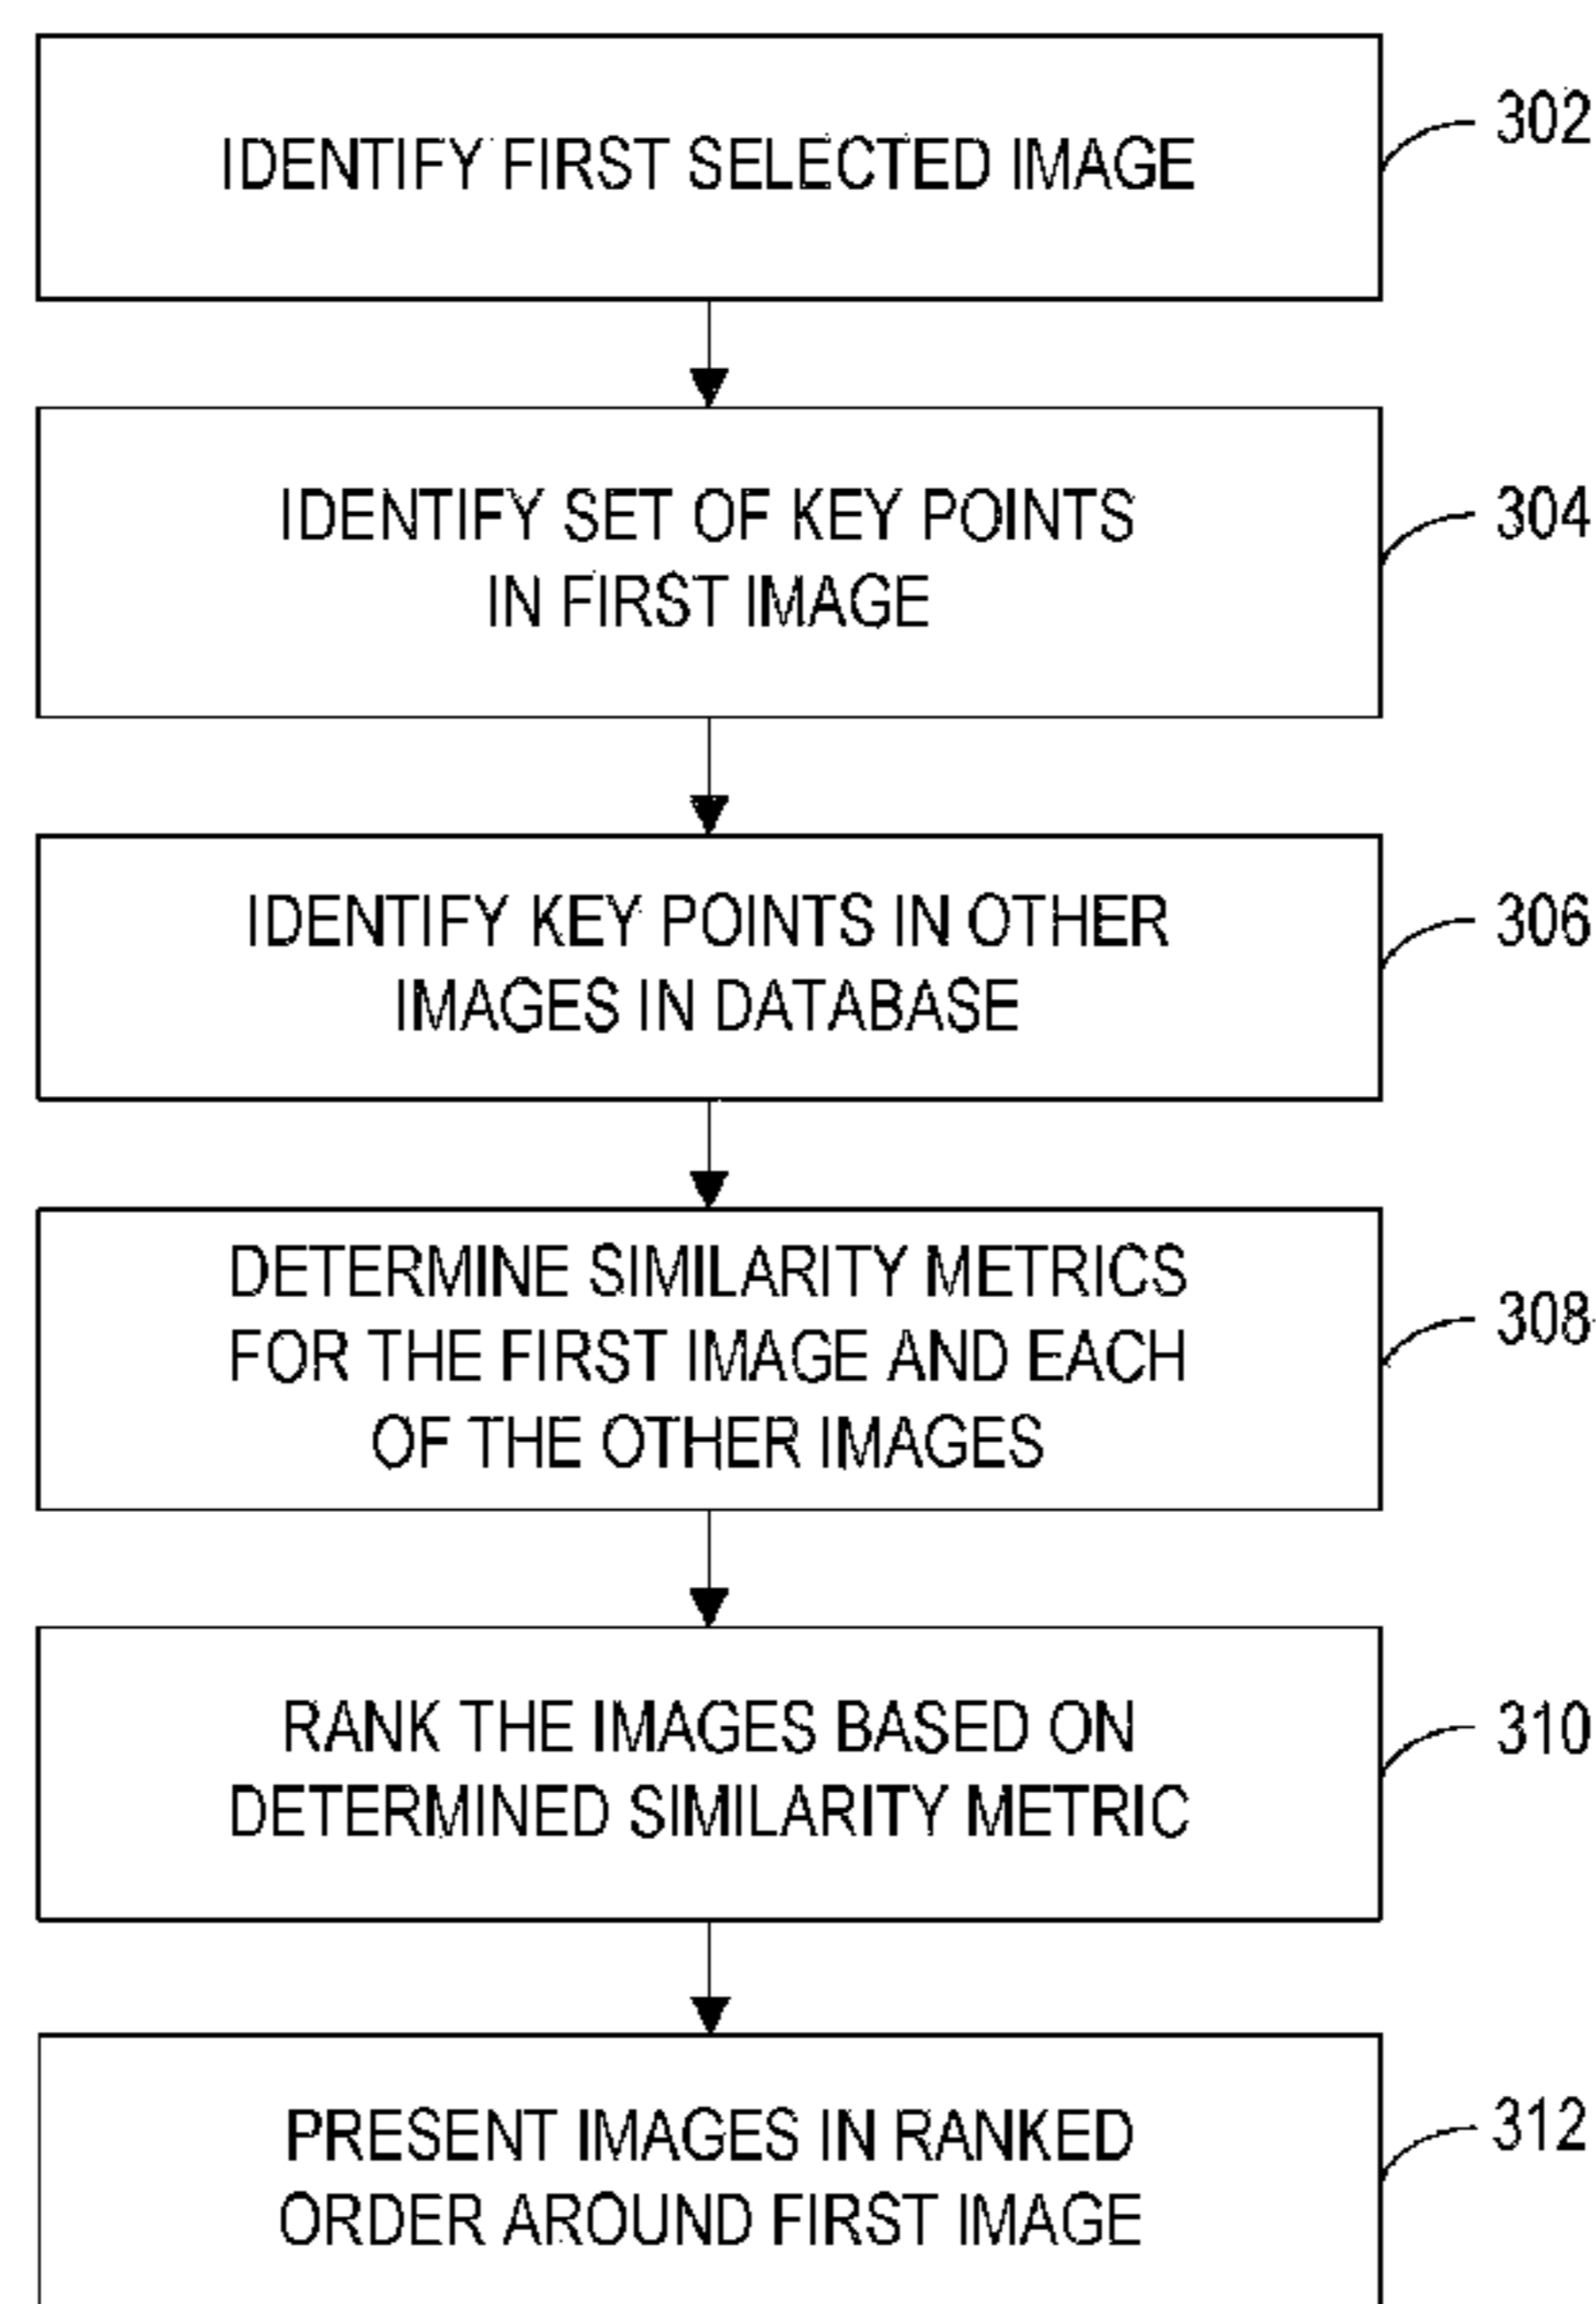 IDENTIFY FIRST SELECTED IMAGE
302
IDENTIFY SET OF KEY POINTS
IN FIRST IMAGE
304
IDENTIFY KEY POINTS IN OTHER
IMAGES IN DATABASE
306
DETERMINE SIMILARITY METRICS
FOR THE FIRST IMAGE AND EACH
OF THE OTHER IMAGES
308
RANK THE IMAGES BASED ON
DETERMINED SIMILARITY METRIC
310
PRESENT IMAGES IN RANKED
ORDER AROUND FIRST IMAGE
312